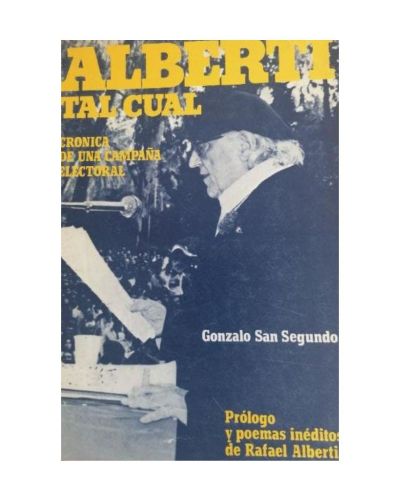 ALBERTI
TAL CUAL
CRONICA
DE UNA CAMPAÑA
ELECTORAL
Gonzalo San Segundo
Prólogo
y poemas inéditos
de Rafael Alberti